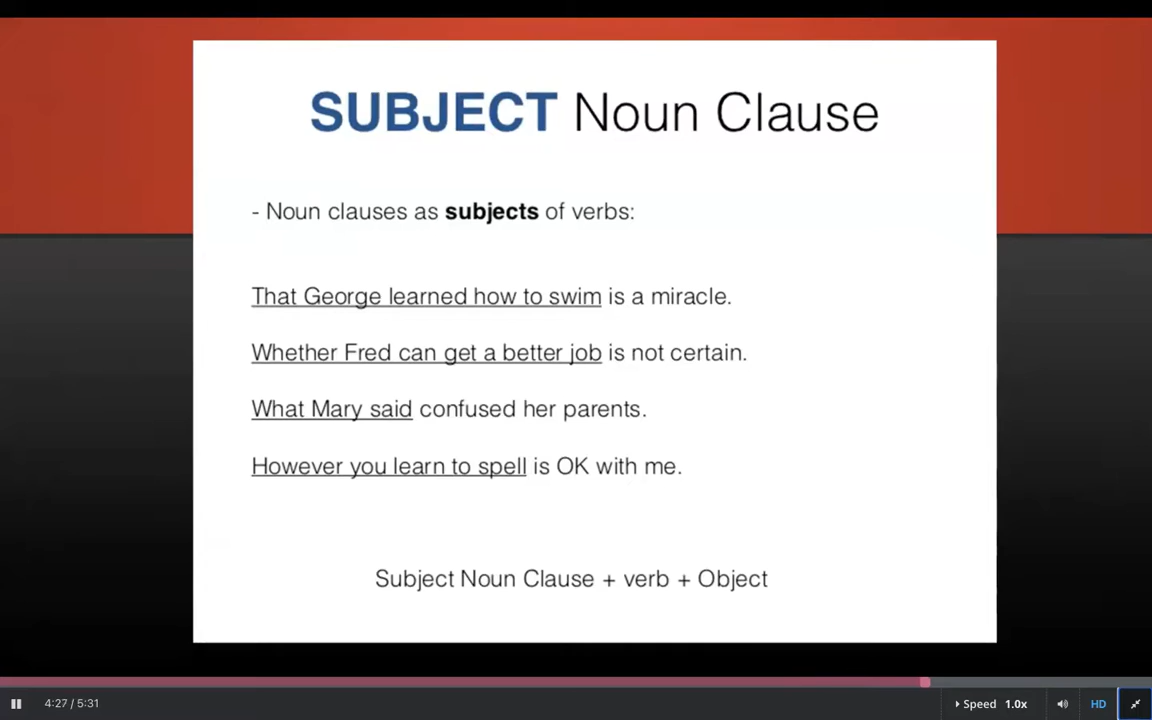 SUBJECT Noun Clause
- Noun clauses as subjects of verbs:
That George learned how to swim is a miracle.
Whether Fred can get a better job is not certain.
What Mary said confused her parents.
However you learn to spell is OK with me.
Subject Noun Clause + verb + Object
4:27 / 5:31
Speed 1.0x
HD